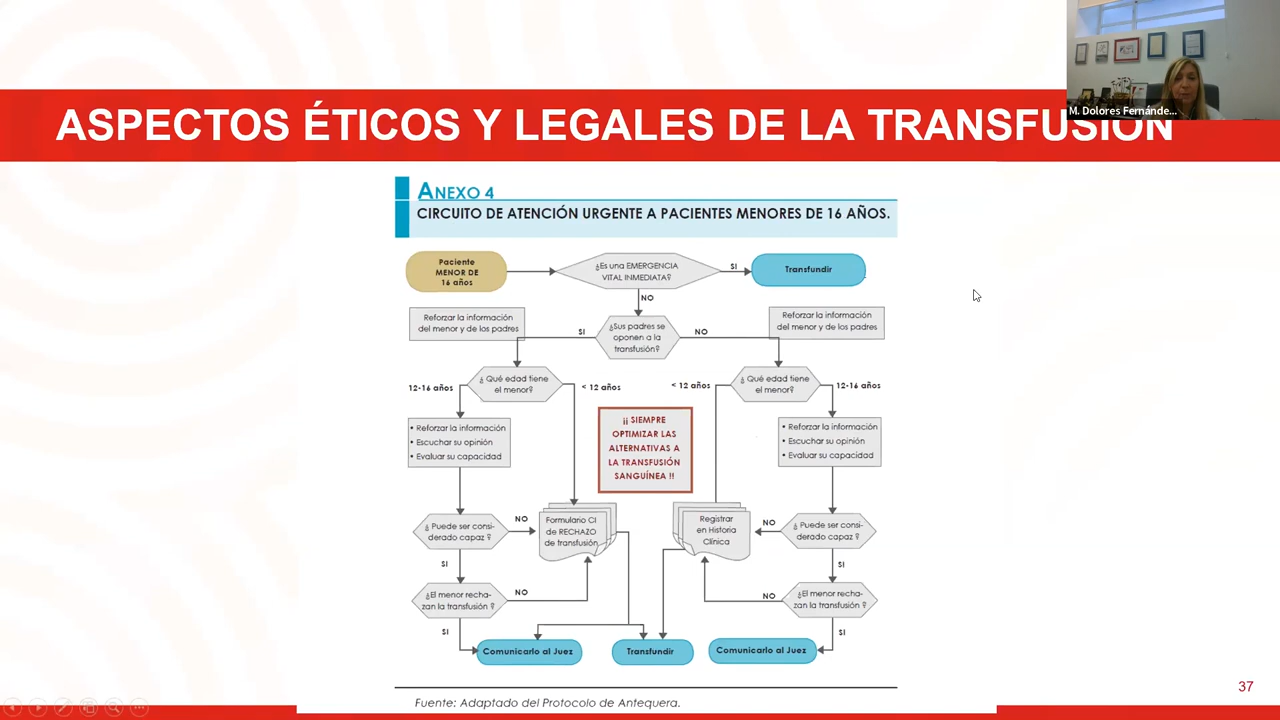 M. Dolores Fernánde...
ASPECTOS ÉTICOS Y LEGALES DE LA TRANSFUSIÓN
ANEXO 4
CIRCUITO DE ATENCIÓN URGENTE A PACIENTES MENORES DE 16 AÑOS.
Paciente
MENOR DE
16 años
¿Es una EMERGENCIA
VITAL INMEDIATA?
SI
Transfundir
NO
Reforzar la información
del menor y de los padres
SI
¿Sus padres se
oponen a la
transfusión?
NO
Reforzar la información
del menor y de los padres
12-16 años
¿ Qué edad tiene
el menor?
< 12 años
< 12 años
¿ Qué edad tiene
el menor?
12-16 años
• Reforzar la información
• Escuchar su opinión
• Evaluar su capacidad
¡¡ SIEMPRE
OPTIMIZAR LAS
ALTERNATIVAS A
LA TRANSFUSIÓN
SANGUÍNEA !!
• Reforzar la información
• Escuchar su opinión
• Evaluar su capacidad
¿ Puede ser consi-
derado capaz ?
NO
Formulario CI
de RECHAZO
de transfusión
Registrar
en Historia
Clínica
NO
¿ Puede ser consi-
derado capaz ?
SI
SI
¿El menor recha-
zan la transfusión ?
NO
NO
¿El menor recha-
zan la transfusión ?
SI
SI
Comunicarlo al Juez
Transfundir
Comunicarlo al Juez
37
Fuente: Adaptado del Protocolo de Antequera.